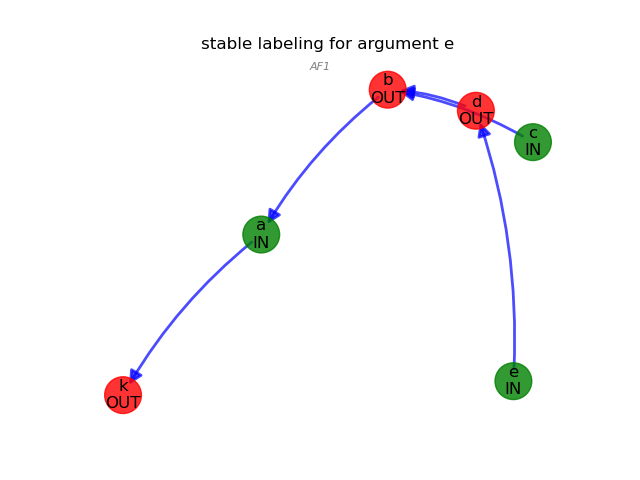 stable labeling for argument e
AF1
b
OUT
d
OUT
c
IN
a
IN
e
IN
k
OUT